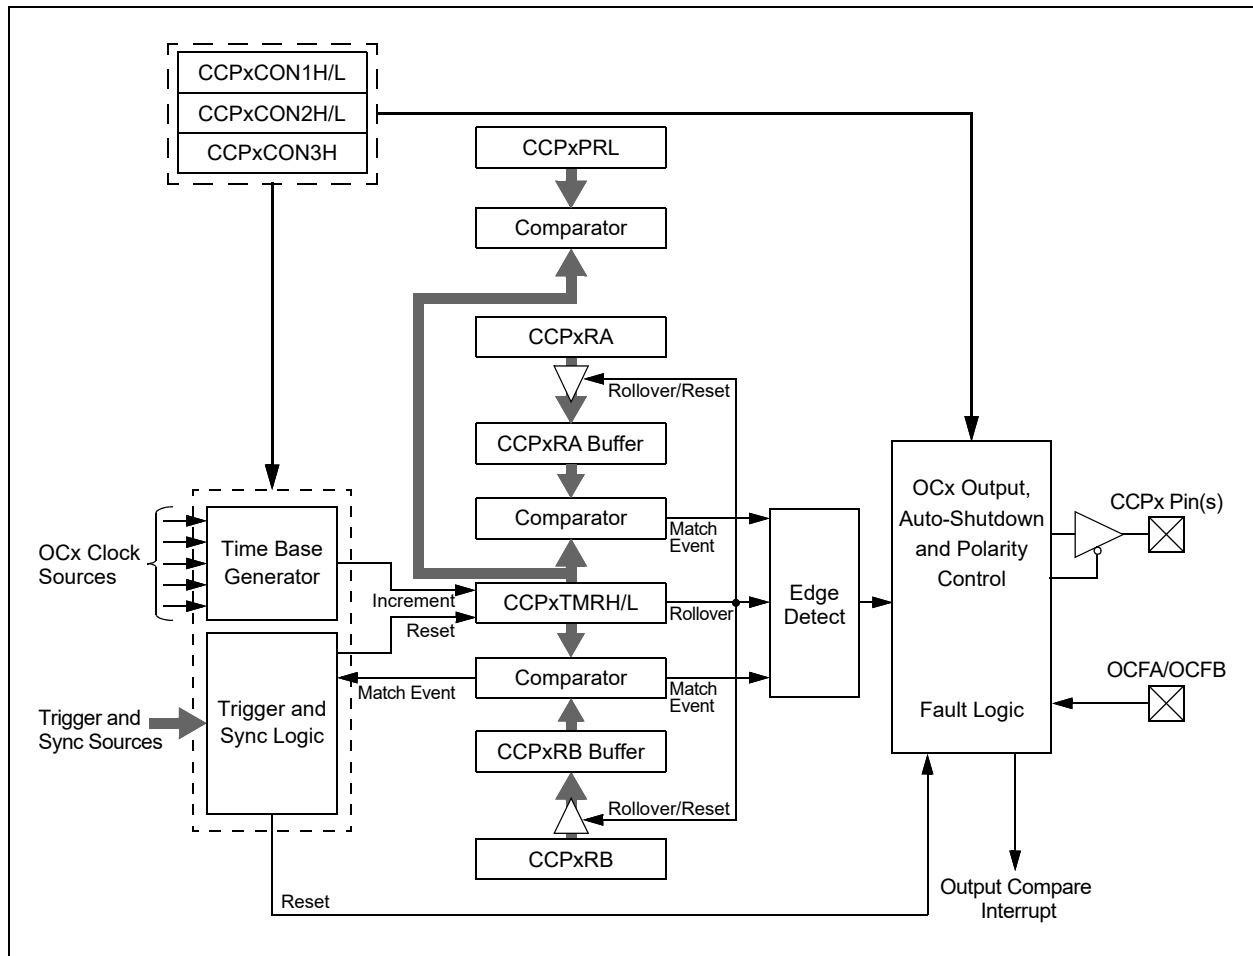 CCPxCON1H/L
CCPxCON2H/L
CCPxCON3H
CCPxPRL
Comparator
CCPxRA
Rollover/Reset
CCPxRA Buffer
Comparator
Match
Event
OCx Clock
Sources
Time Base
Generator
Increment
Reset
CCPxTMRH/L
Rollover
Edge
Detect
OCx Output,
Auto-Shutdown
and Polarity
Control
CCPx Pin(s)
OCFA/OCFB
Fault Logic
Comparator
Match Event
Match
Event
Trigger and
Sync Sources
Trigger and
Sync Logic
CCPxRB Buffer
Rollover/Reset
CCPxRB
Reset
Output Compare
Interrupt